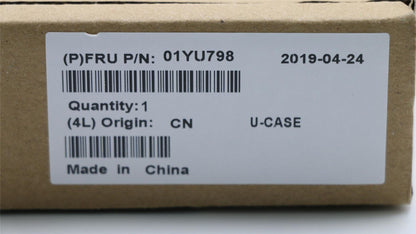 (P)FRU P/N: 01YU798 2019-04-24
Quantity: 1
(4L) Origin: CN U-CASE
Made in China